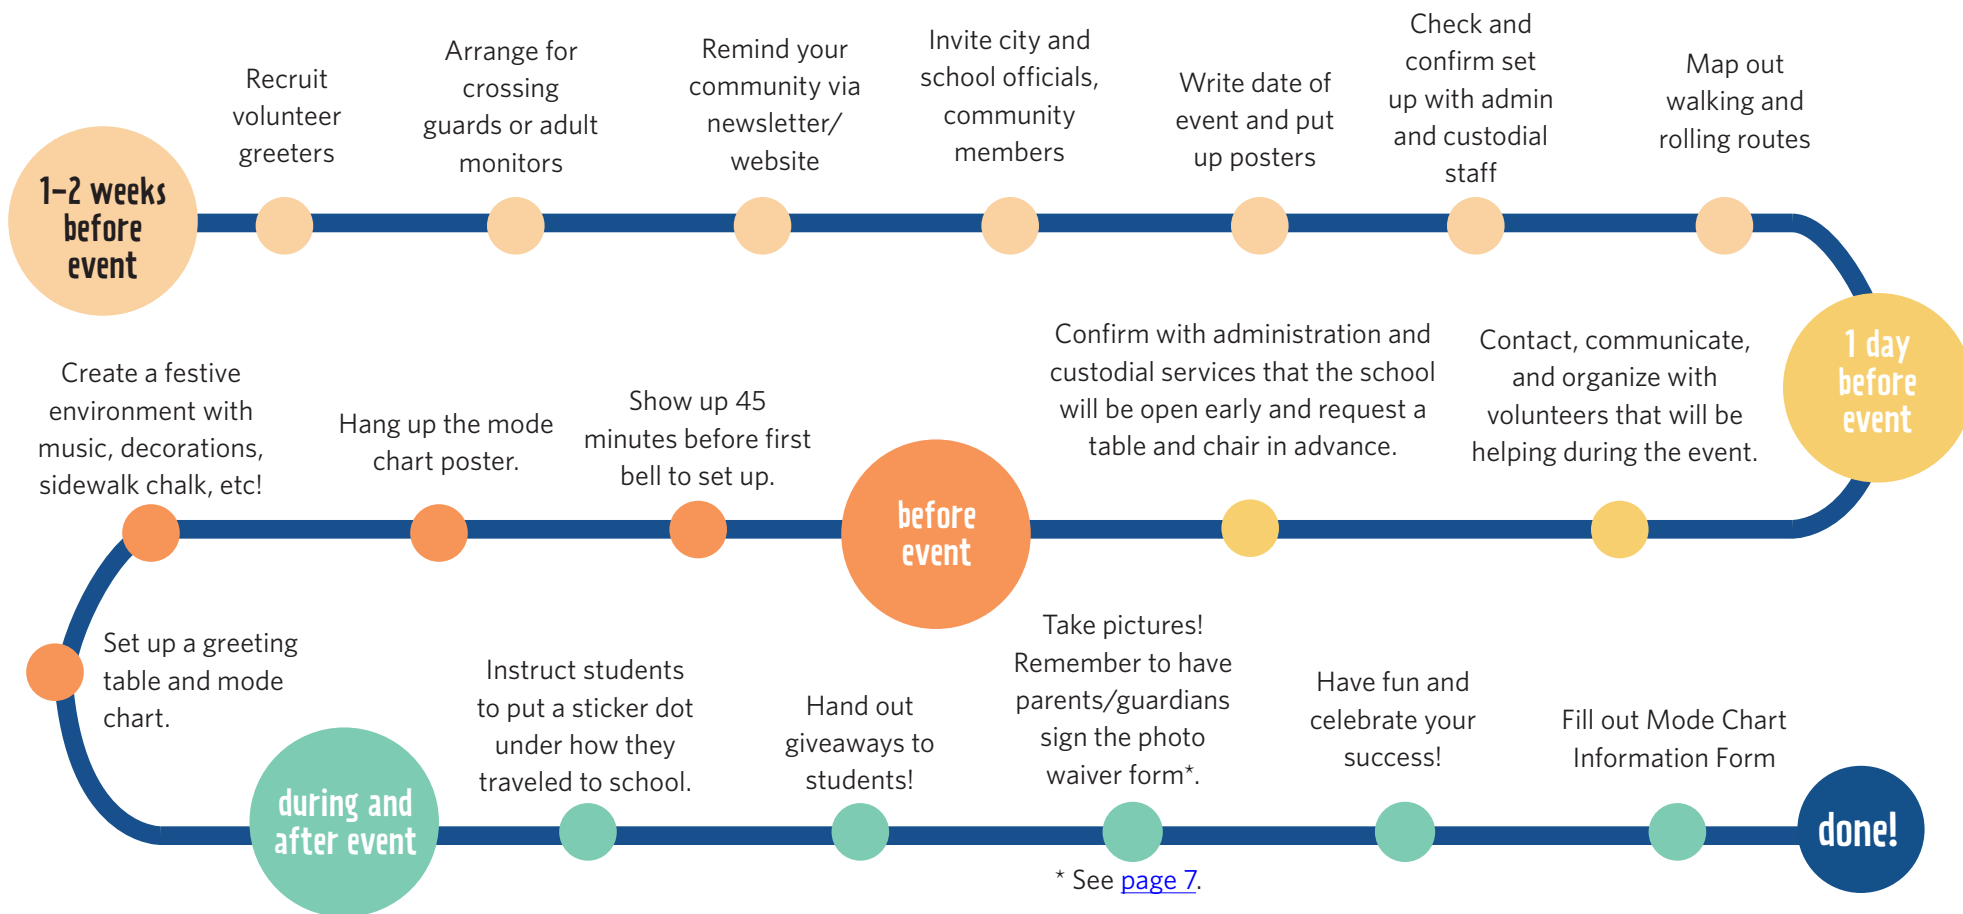 1–2 weeks
before
event
Recruit
volunteer
greeters
Arrange for
crossing
guards or adult
monitors
Remind your
community via
newsletter/
website
Invite city and
school officials,
community
members
Write date of
event and put
up posters
Check and
confirm set
up with admin
and custodial
staff
Map out
walking and
rolling routes
1 day
before
event
Contact, communicate,
and organize with
volunteers that will be
helping during the event.
Confirm with administration and
custodial services that the school
will be open early and request a
table and chair in advance.
before
event
Show up 45
minutes before first
bell to set up.
Hang up the mode
chart poster.
Create a festive
environment with
music, decorations,
sidewalk chalk, etc!
Set up a greeting
table and mode
chart.
during and
after event
Instruct students
to put a sticker dot
under how they
traveled to school.
Hand out
giveaways to
students!
Take pictures!
Remember to have
parents/guardians
sign the photo
waiver form*.
* See page 7.
Have fun and
celebrate your
success!
Fill out Mode Chart
Information Form
done!